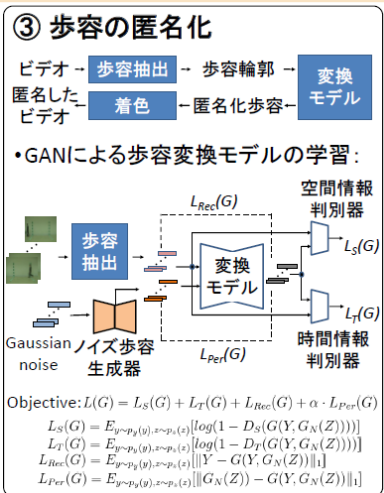 ③ 歩容の匿名化
ビデオ→ 歩容抽出 → 歩容輪郭 → 変換モデル
匿名したビデオ← 着色 ←匿名化歩容←
•GANによる歩容変換モデルの学習：
空間情報判別器
L_Rec(G)
歩容抽出
変換モデル
L_S(G)
L_T(G)
Gaussian noise
ノイズ歩容生成器
L_Per(G)
時間情報判別器
Objective: L(G) = L_S(G) + L_T(G) + L_Rec(G) + α · L_Per(G)
L_S(G) = E_{y∼p_y(y),z∼p_z(z)}[log(1 − D_S(G(Y, G_N(Z))))]
L_T(G) = E_{y∼p_y(y),z∼p_z(z)}[log(1 − D_T(G(Y, G_N(Z))))]
L_Rec(G) = E_{y∼p_y(y),z∼p_z(z)}[‖Y − G(Y, G_N(Z))‖_1]
L_Per(G) = E_{y∼p_y(y),z∼p_z(z)}[‖G_N(Z)) − G(Y, G_N(Z))‖_1]